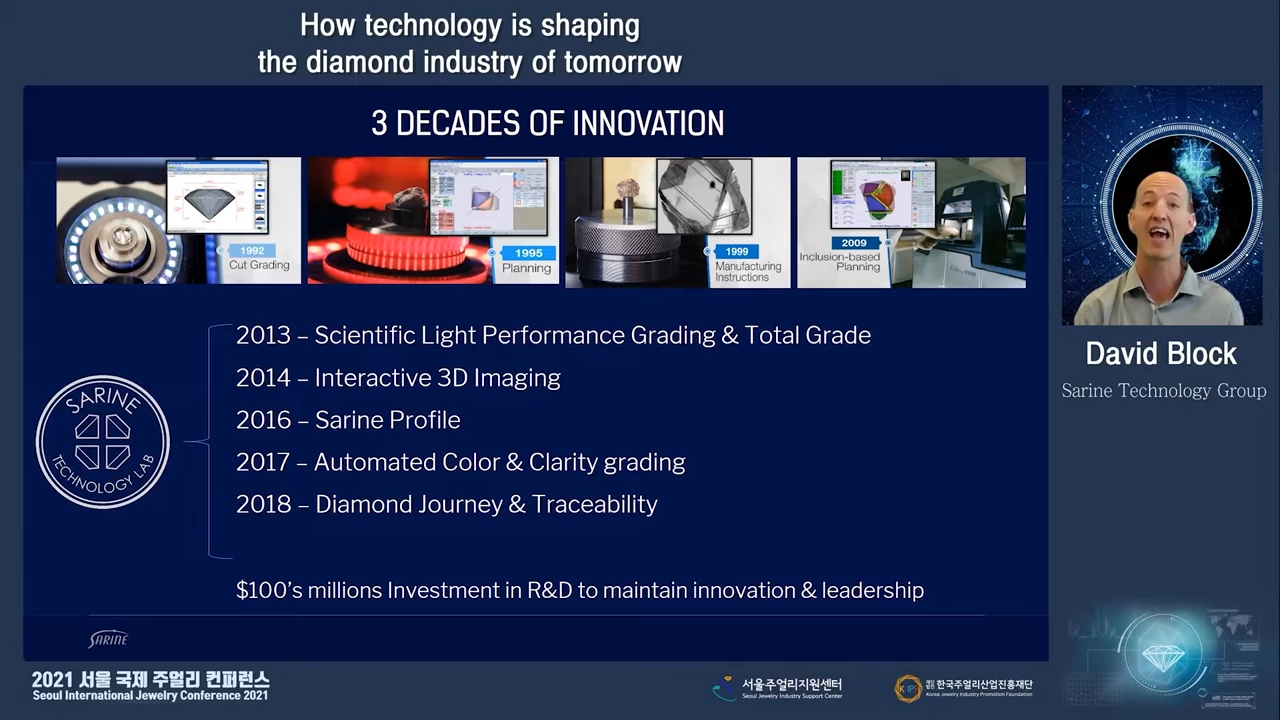 How technology is shaping
the diamond industry of tomorrow
3 DECADES OF INNOVATION
1992
Cut Grading
1995
Planning
1999
Manufacturing
Instructions
2009
Inclusion-based
Planning
2013 – Scientific Light Performance Grading & Total Grade
2014 – Interactive 3D Imaging
2016 – Sarine Profile
2017 – Automated Color & Clarity grading
2018 – Diamond Journey & Traceability
SARINE
TECHNOLOGY LAB
$100's millions Investment in R&D to maintain innovation & leadership
SARINE
David Block
Sarine Technology Group
2021 서울 국제 주얼리 컨퍼런스
Seoul International Jewelry Conference 2021
서울주얼리지원센터
Seoul Jewelry Industry Support Center
재단법인 한국주얼리산업진흥재단
Korea Jewelry Industry Promotion Foundation